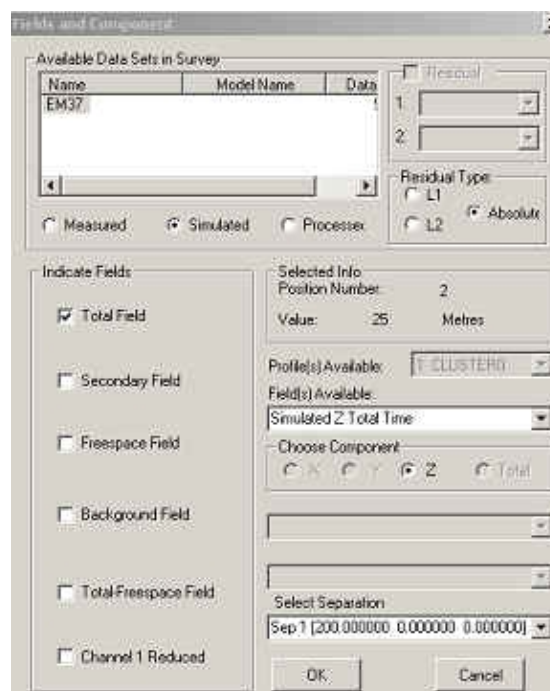 Fields and Component
Available Data Sets in Survey
Name Model Name Data
EM37
Measured Simulated Processed
Residual
1
2
Residual Type:
L1
L2
Absolute
Indicate Fields
Total Field
Secondary Field
Freespace Field
Background Field
Total-Freespace Field
Channel 1 Reduced
Selected Info
Position Number: 2
Value: 25 Metres
Profile(s) Available:
Field(s) Available:
Simulated Z Total Time
Choose Component
X Y Z Total
Select Separation
Sep 1 [200.000000 0.000000 0.000000]
OK Cancel